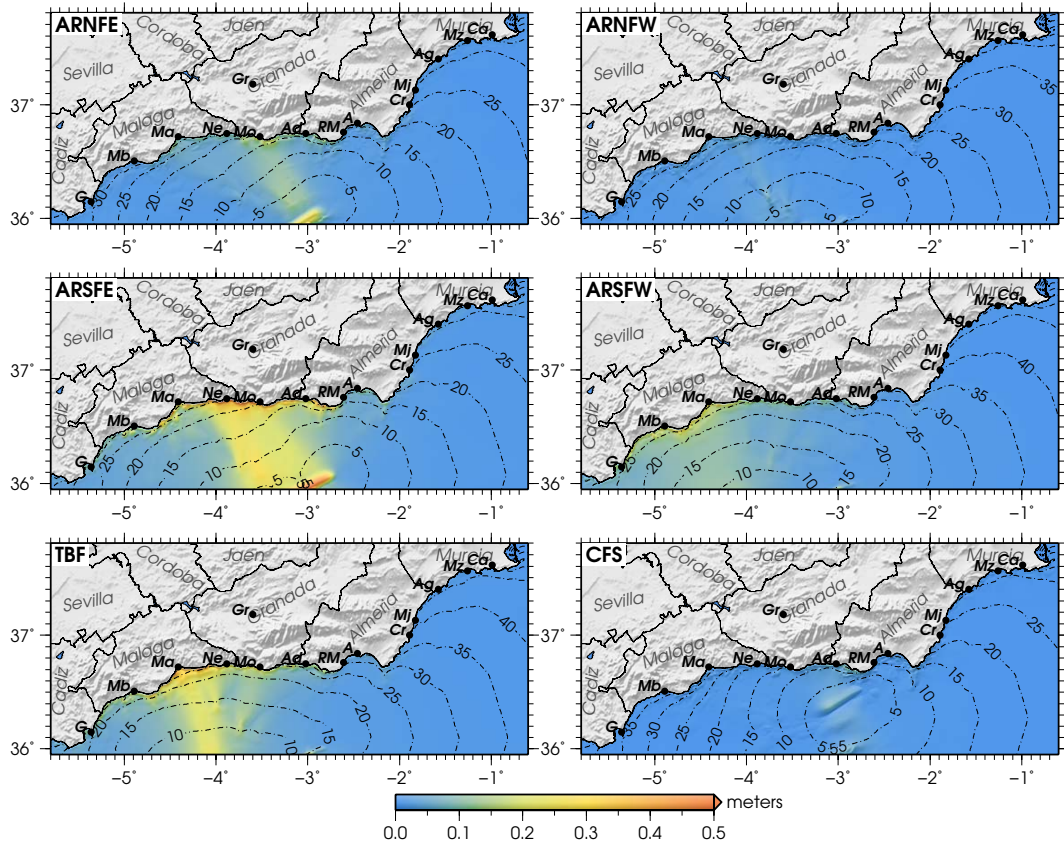 ARNFE
Sevilla
Cordoba
Jaen
Granada
Malaga
Cadiz
Almeria
Murcia
Gr
Ma
Ne
Mo
Ad
RM
A
Mb
G
Cr
Mj
Ag
Mz
Ca
37°
36°
30
25
20
15
10
5
5
10
15
20
25
−5 −4 −3 −2 −1
ARNFW
Sevilla
Cordoba
Jaen
Granada
Malaga
Cadiz
Almeria
Murcia
Gr
Ma
Ne
Mo
Ad
RM
A
Mb
G
Cr
Mj
Ag
Mz
Ca
37°
36°
25
20
15
10
5
10
15
20
25
30
35
−5 −4 −3 −2 −1
ARSFE
Sevilla
Cordoba
Jaen
Granada
Malaga
Cadiz
Almeria
Murcia
Gr
Ma
Ne
Mo
Ad
RM
A
Mb
G
Cr
Mj
Ag
Mz
Ca
37°
36°
25
20
15
10
5
5
10
15
20
25
−5 −4 −3 −2 −1
ARSFW
Sevilla
Cordoba
Jaen
Granada
Malaga
Cadiz
Almeria
Murcia
Gr
Ma
Ne
Mo
Ad
RM
A
Mb
G
Cr
Mj
Ag
Mz
Ca
37°
36°
25
20
15
10
10
15
20
25
30
35
40
−5 −4 −3 −2 −1
TBF
Sevilla
Cordoba
Jaen
Granada
Malaga
Cadiz
Almeria
Murcia
Gr
Ma
Ne
Mo
Ad
RM
A
Mb
G
Cr
Mj
Ag
Mz
Ca
37°
36°
20
15
10
15
20
25
30
35
40
−5 −4 −3 −2 −1
CFS
Sevilla
Cordoba
Jaen
Granada
Malaga
Cadiz
Almeria
Murcia
Gr
Ma
Ne
Mo
Ad
RM
A
Mb
G
Cr
Mj
Ag
Mz
Ca
37°
36°
35
30
25
20
15
10
555
5
10
15
20
25
−5 −4 −3 −2 −1
meters
0.0 0.1 0.2 0.3 0.4 0.5